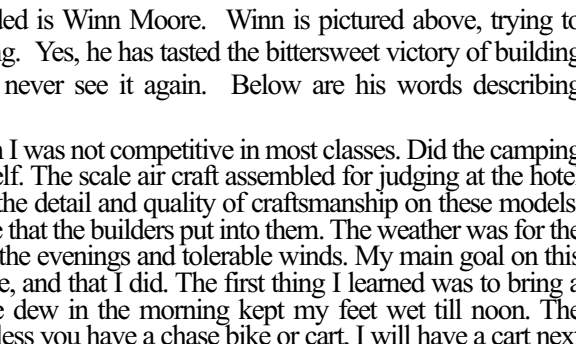 ded is Winn Moore. Winn is pictured above, trying to
g. Yes, he has tasted the bittersweet victory of building
never see it again. Below are his words describing
I was not competitive in most classes. Did the camping
elf. The scale air craft assembled for judging at the hote
the detail and quality of craftsmanship on these models
that the builders put into them. The weather was for the
the evenings and tolerable winds. My main goal on this
e, and that I did. The first thing I learned was to bring a
dew in the morning kept my feet wet till noon. The
less you have a chase bike or cart, I will have a cart next